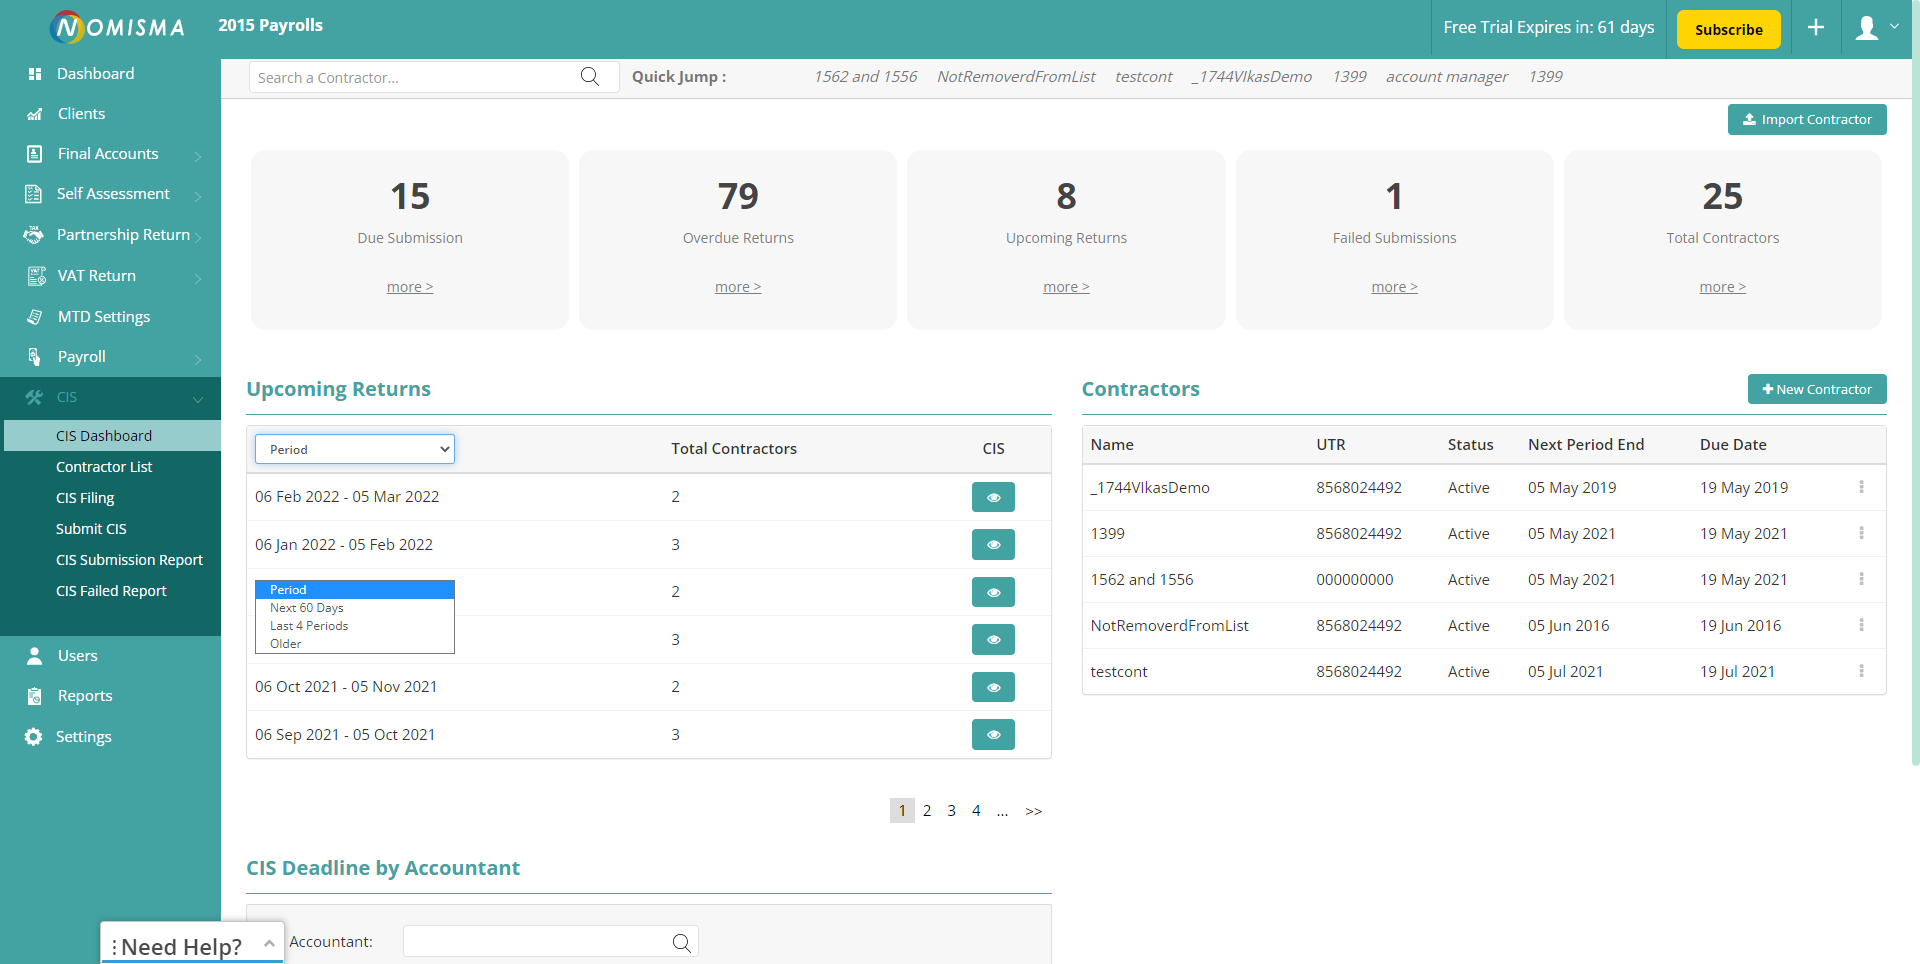 NOMISMA
2015 Payrolls
Free Trial Expires in: 61 days
Subscribe
Dashboard
Clients
Final Accounts
Self Assessment
Partnership Return
VAT Return
MTD Settings
Payroll
CIS
CIS Dashboard
Contractor List
CIS Filing
Submit CIS
CIS Submission Report
CIS Failed Report
Users
Reports
Settings
Search a Contractor...
Quick Jump : 1562 and 1556 NotRemoverdFromList testcont _1744VIkasDemo 1399 account manager 1399
Import Contractor
15
Due Submission
more >
79
Overdue Returns
more >
8
Upcoming Returns
more >
1
Failed Submissions
more >
25
Total Contractors
more >
Upcoming Returns
Period Total Contractors CIS
06 Feb 2022 - 05 Mar 2022 2
06 Jan 2022 - 05 Feb 2022 3
2
Period
Next 60 Days
Last 4 Periods
Older
3
06 Oct 2021 - 05 Nov 2021 2
06 Sep 2021 - 05 Oct 2021 3
1 2 3 4 ... >>
Contractors
New Contractor
Name UTR Status Next Period End Due Date
_1744VIkasDemo 8568024492 Active 05 May 2019 19 May 2019
1399 8568024492 Active 05 May 2021 19 May 2021
1562 and 1556 000000000 Active 05 May 2021 19 May 2021
NotRemoverdFromList 8568024492 Active 05 Jun 2016 19 Jun 2016
testcont 8568024492 Active 05 Jul 2021 19 Jul 2021
CIS Deadline by Accountant
Accountant:
Need Help?